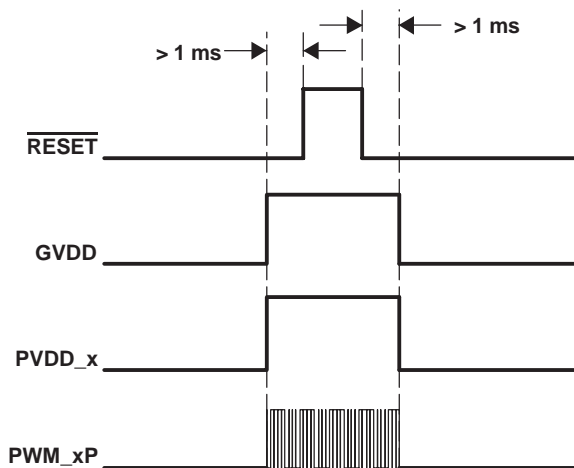 > 1 ms
> 1 ms
RESET
GVDD
PVDD_x
PWM_xP